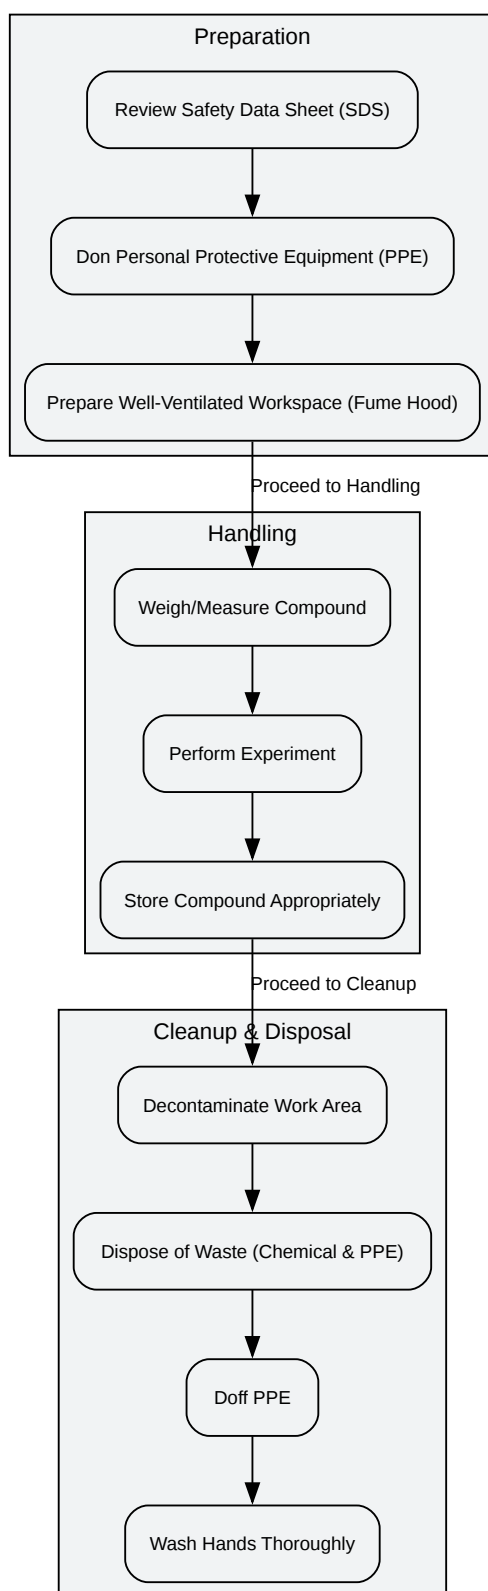 Preparation
Review Safety Data Sheet (SDS)
Don Personal Protective Equipment (PPE)
Prepare Well-Ventilated Workspace (Fume Hood)
Proceed to Handling
Handling
Weigh/Measure Compound
Perform Experiment
Store Compound Appropriately
Proceed to Cleanup
Cleanup & Disposal
Decontaminate Work Area
Dispose of Waste (Chemical & PPE)
Doff PPE
Wash Hands Thoroughly